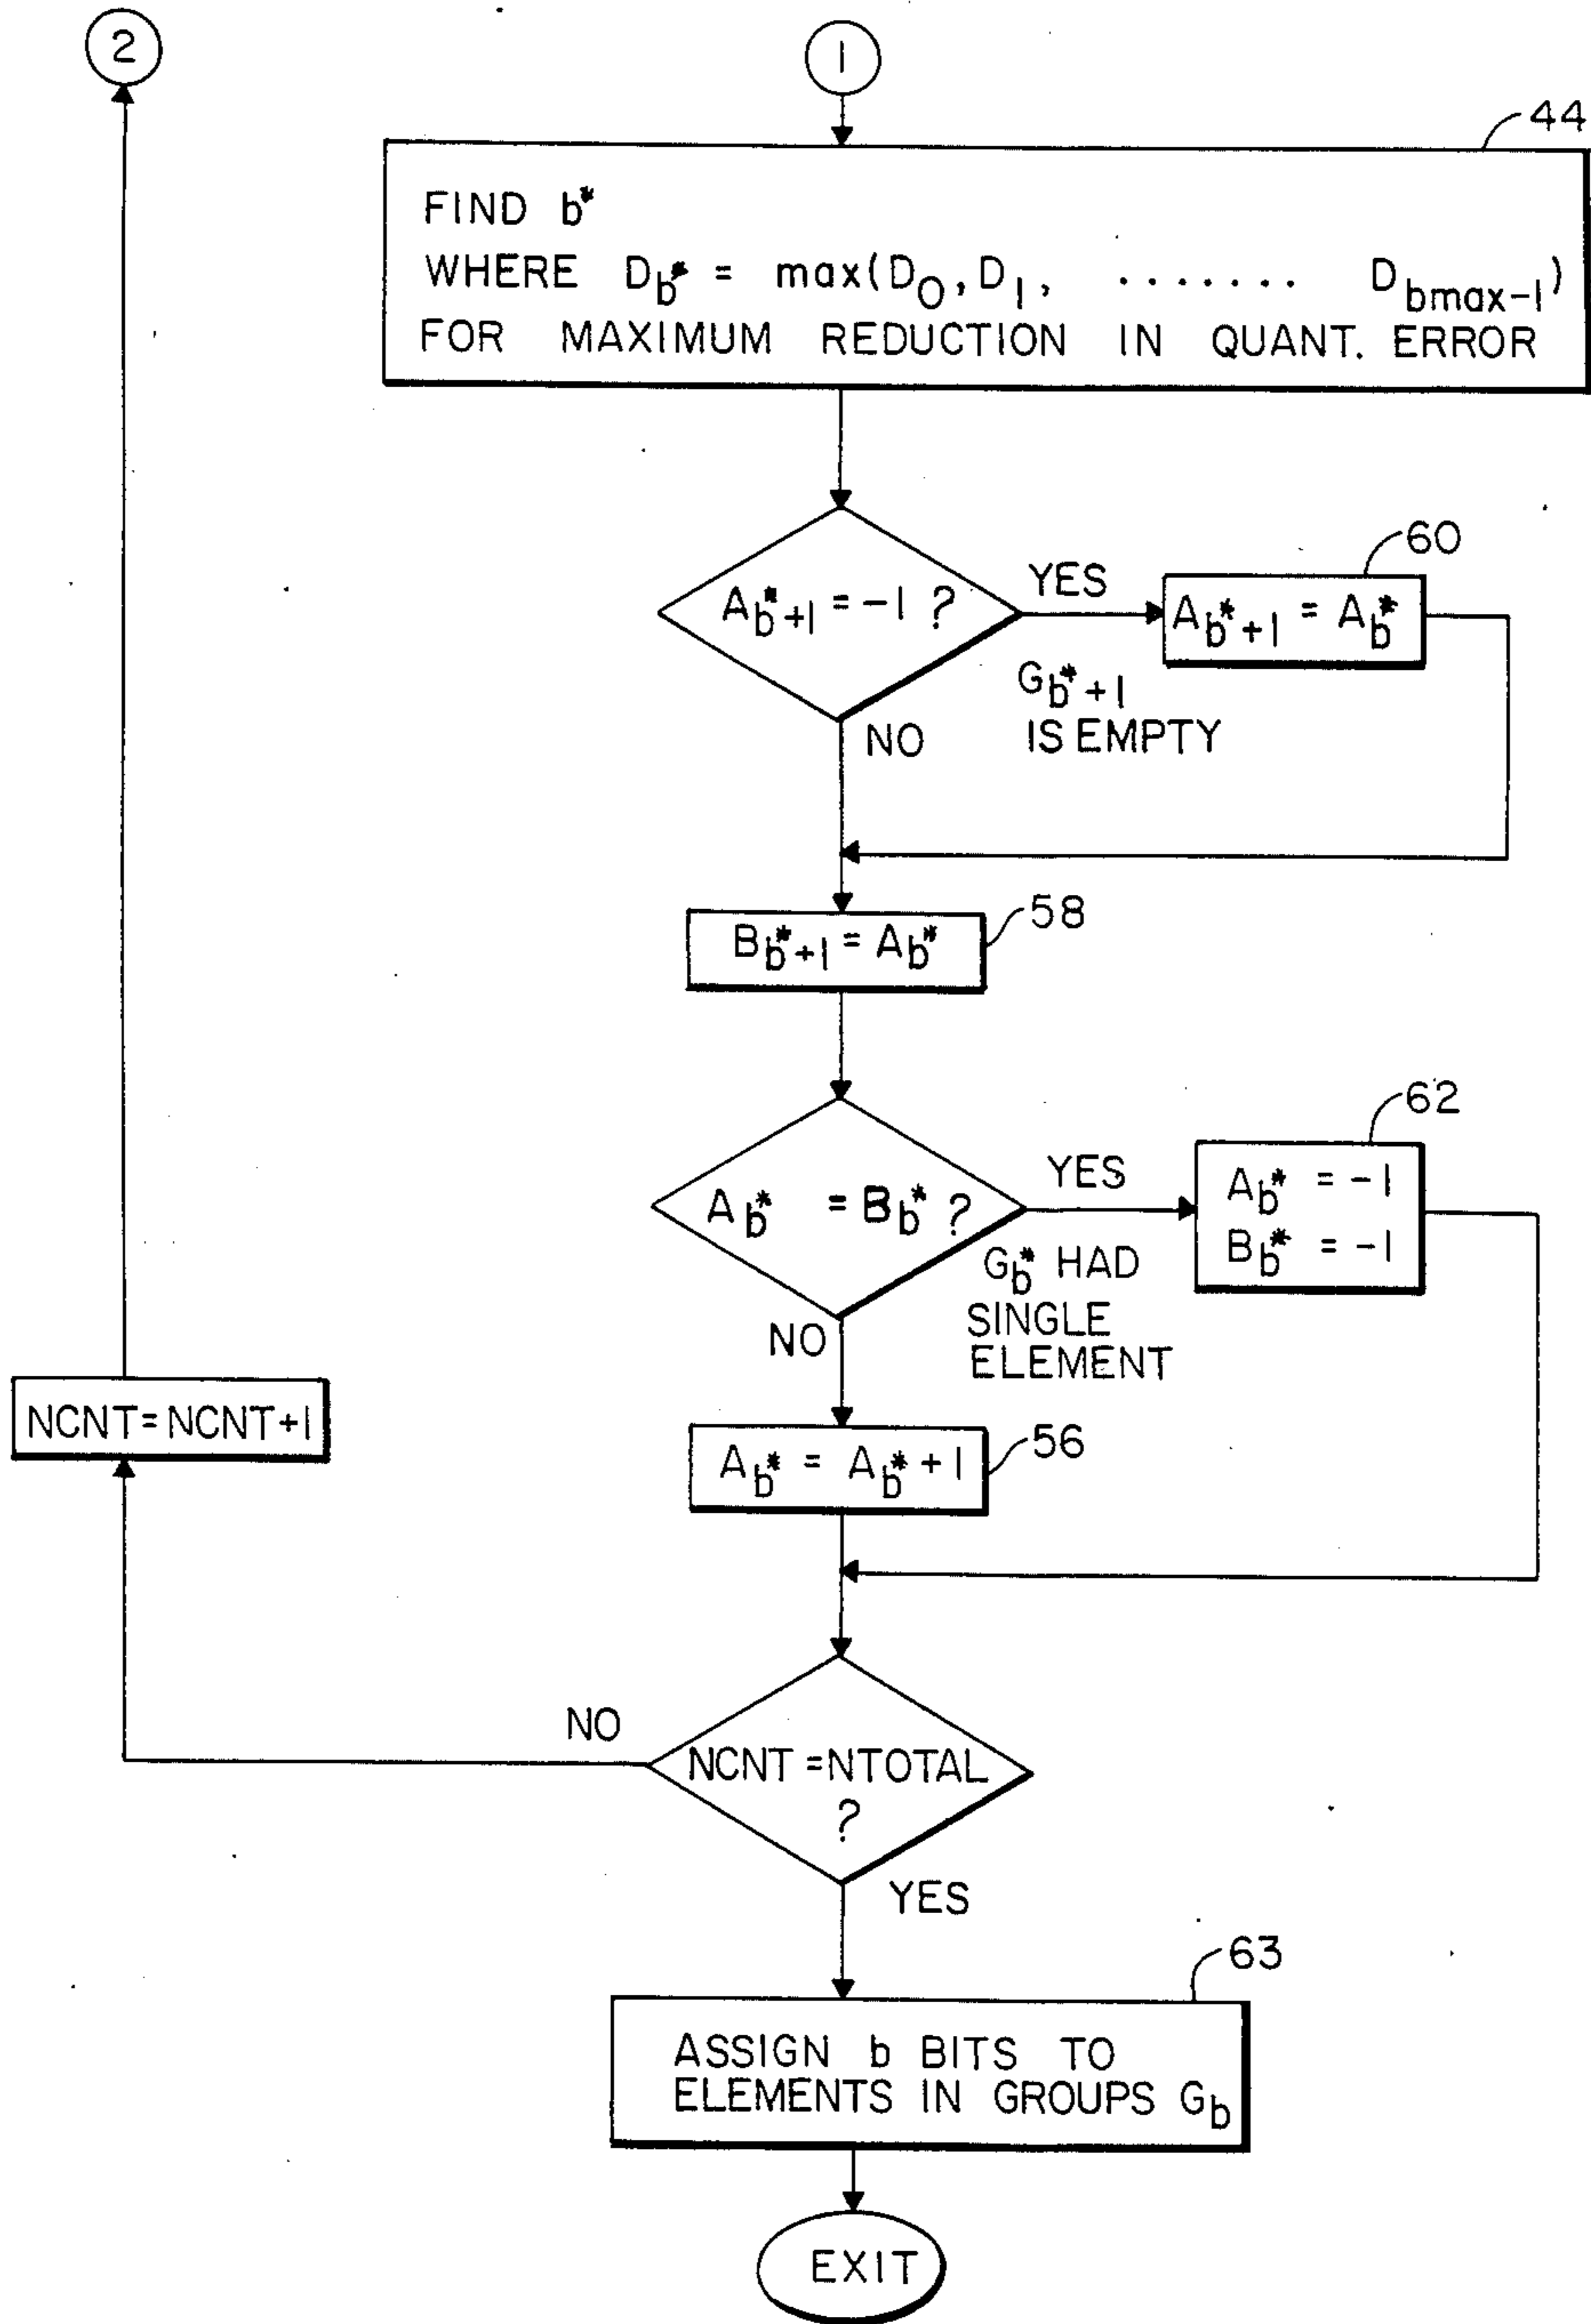 2
1
44
FIND b*
WHERE D_b* = max(D_0, D_1, ....... D_bmax-1)
FOR MAXIMUM REDUCTION IN QUANT. ERROR
60
A_b*+1 = -1 ?
YES
A_b*+1 = A_b*
G_b*+1
IS EMPTY
NO
58
B_b*+1 = A_b*
62
A_b* = B_b* ?
YES
A_b* = -1
B_b* = -1
G_b* HAD
SINGLE
ELEMENT
NO
NCNT = NCNT+1
56
A_b* = A_b* + 1
NO
NCNT = NTOTAL
?
YES
63
ASSIGN b BITS TO
ELEMENTS IN GROUPS G_b
EXIT